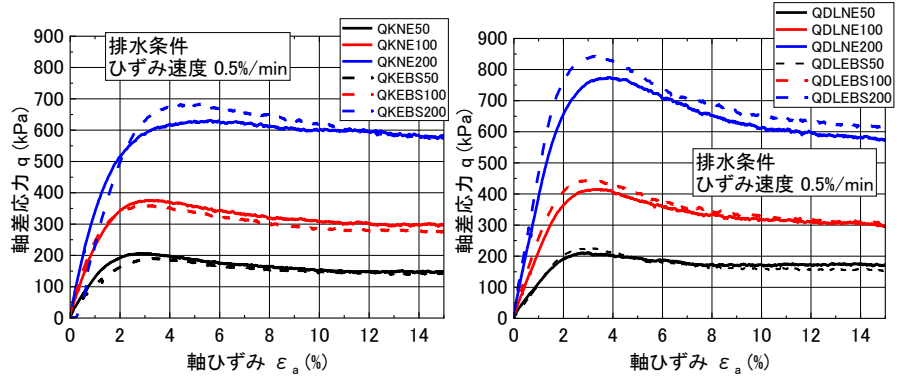 QKNE50
QKNE100
QKNE200
QKEBS50
QKEBS100
QKEBS200
排水条件
ひずみ速度 0.5%/min
900
800
700
600
500
400
300
200
100
0
軸差応力 q (kPa)
0 2 4 6 8 10 12 14
軸ひずみ εa (%)
QDLNE50
QDLNE100
QDLNE200
QDLEBS50
QDLEBS100
QDLEBS200
900
800
700
600
500
400
300
200
100
0
軸差応力 q (kPa)
排水条件
ひずみ速度 0.5%/min
0 2 4 6 8 10 12 14
軸ひずみ εa (%)